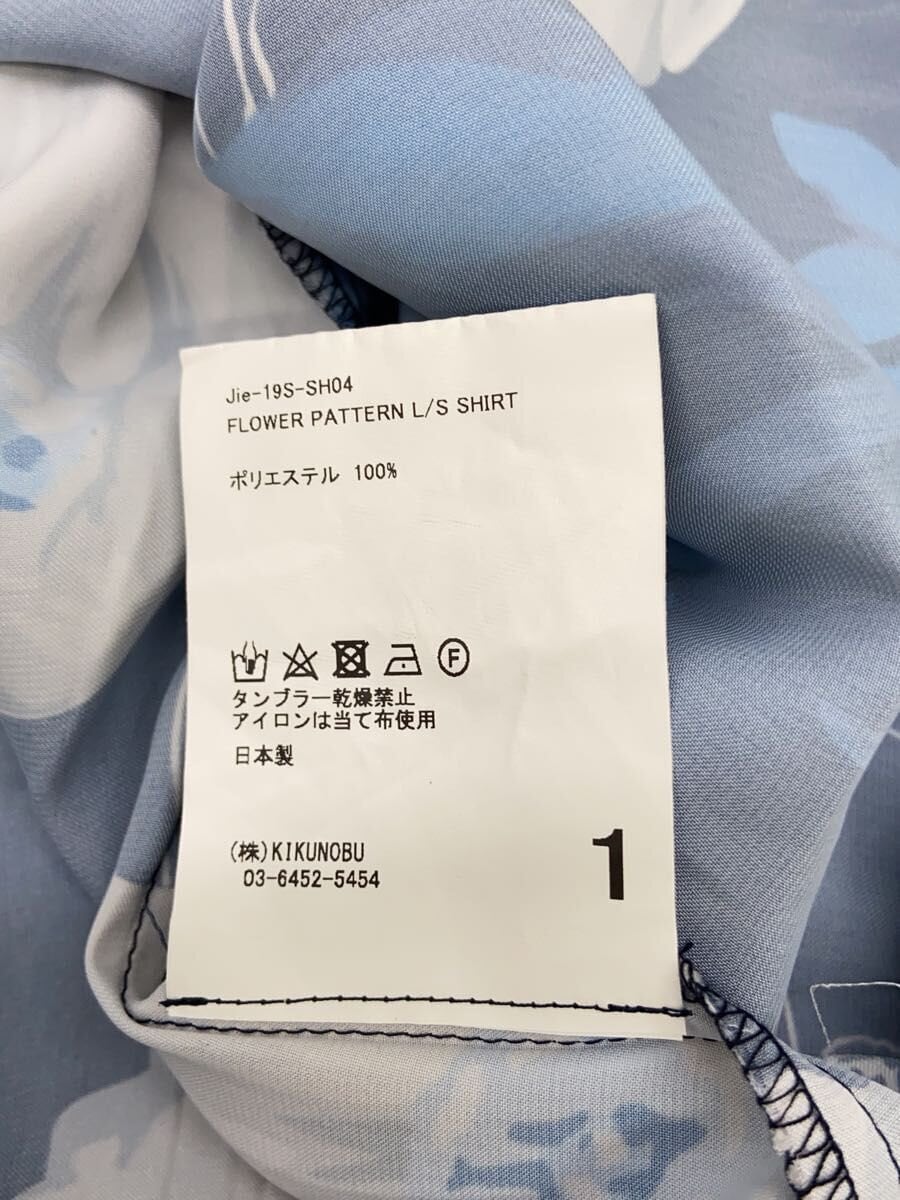 Jie-19S-SH04
FLOWER PATTERN L/S SHIRT
ポリエステル 100%
F
タンブラー乾燥禁止
アイロンは当て布使用
日本製
(株)KIKUNOBU
03-6452-5454
1